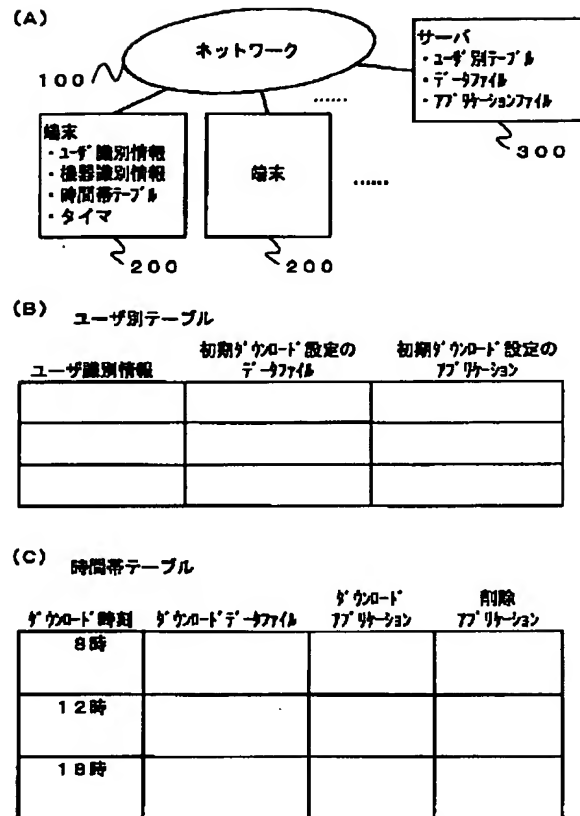 (A)
ネットワーク
100
‥‥‥
サーバ
・ユーザ別テーブル
・データファイル
・アプリケーションファイル
300
端末
・ユーザ識別情報
・機器識別情報
・時間帯テーブル
・タイマ
200
端末
200
‥‥‥
(B)
ユーザ別テーブル
ユーザ識別情報
初期ダウンロード設定の
データファイル
初期ダウンロード設定の
アプリケーション
(C)
時間帯テーブル
ダウンロード時刻
ダウンロードデータファイル
ダウンロード
アプリケーション
削除
アプリケーション
8時
12時
18時